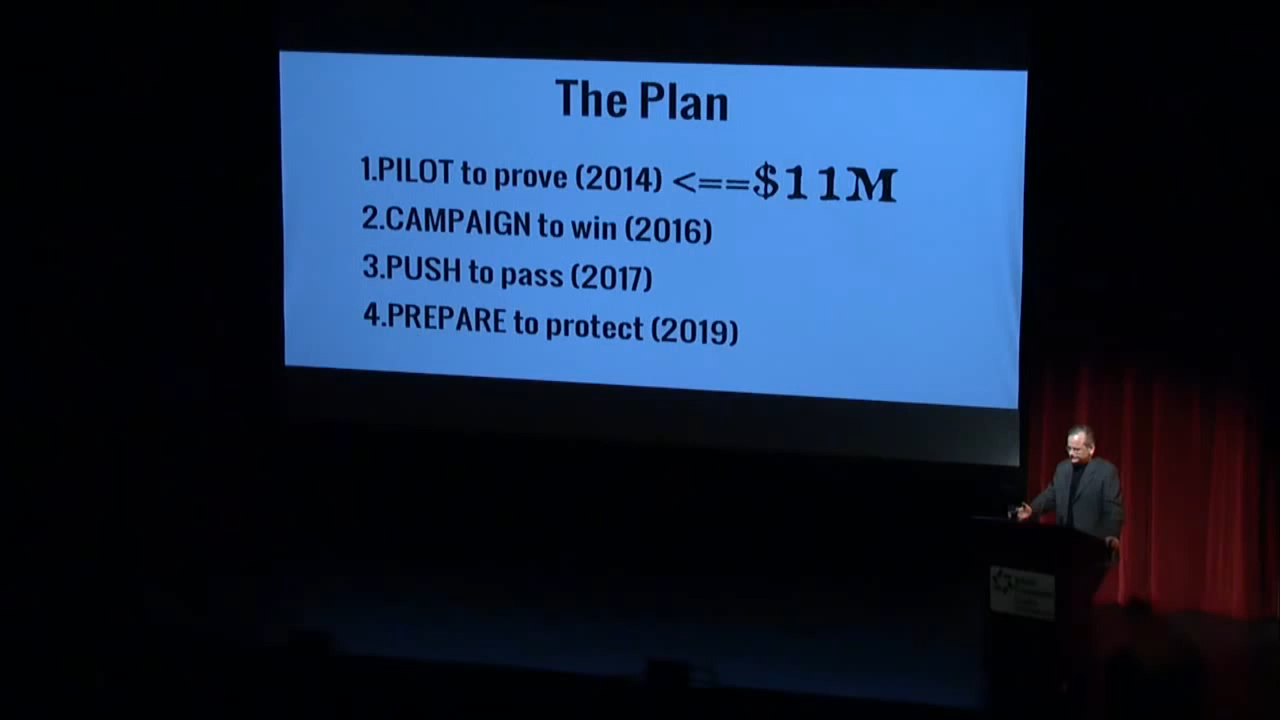 The Plan
1.PILOT to prove (2014) <==$11M
2.CAMPAIGN to win (2016)
3.PUSH to pass (2017)
4.PREPARE to protect (2019)